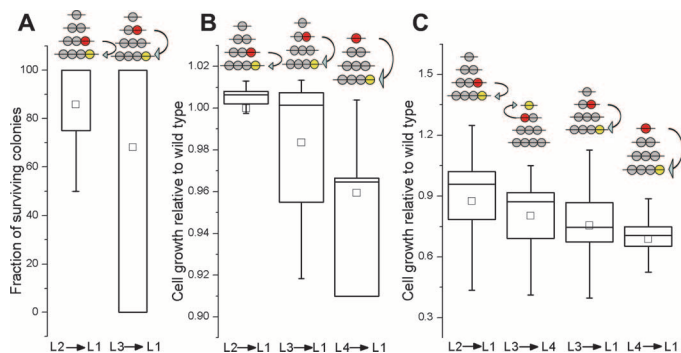 A
B
C
Fraction of surviving colonies
100
80
60
40
20
0
L2→L1
L3→L1
Cell growth relative to wild type
1.00
0.98
0.96
0.94
0.92
0.90
L2→L1
L3→L1
L4→L1
Cell growth relative to wild type
1.5
1.2
0.9
0.6
0.3
L2→L1
L3→L4
L3→L1
L4→L1